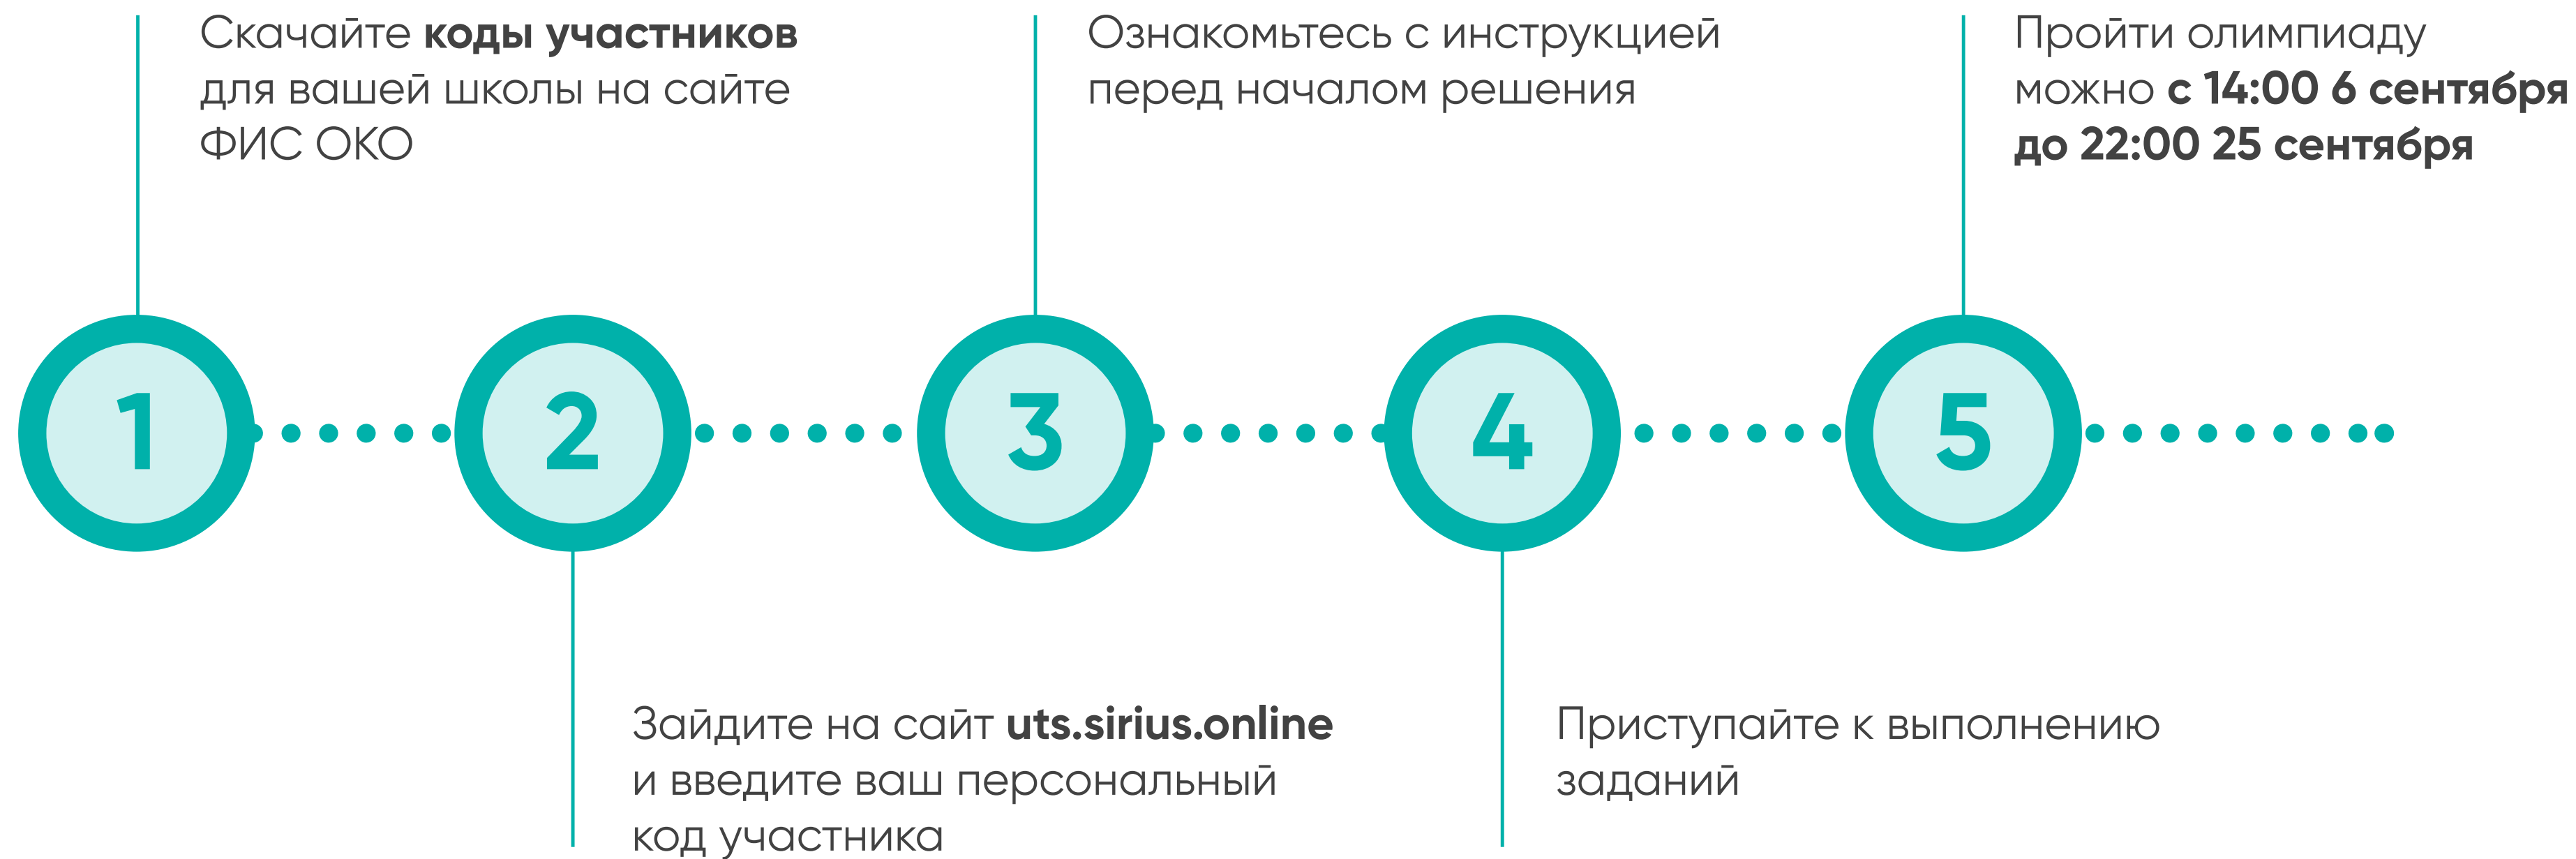 Скачайте коды участников
для вашей школы на сайте
ФИС ОКО
Ознакомьтесь с инструкцией
перед началом решения
Пройти олимпиаду
можно с 14:00 6 сентября
до 22:00 25 сентября
1
2
3
4
5
Зайдите на сайт uts.sirius.online
и введите ваш персональный
код участника
Приступайте к выполнению
заданий